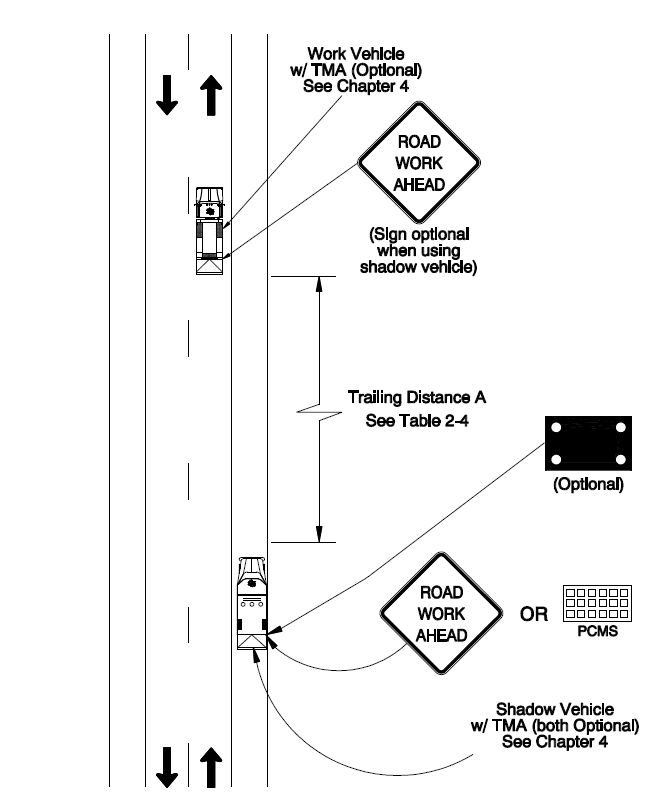 Work Vehicle
w/ TMA (Optional)
See Chapter 4
ROAD
WORK
AHEAD
(Sign optional
when using
shadow vehicle)
Trailing Distance A
See Table 2-4
(Optional)
ROAD
WORK
AHEAD
OR
PCMS
Shadow Vehicle
w/ TMA (both Optional)
See Chapter 4